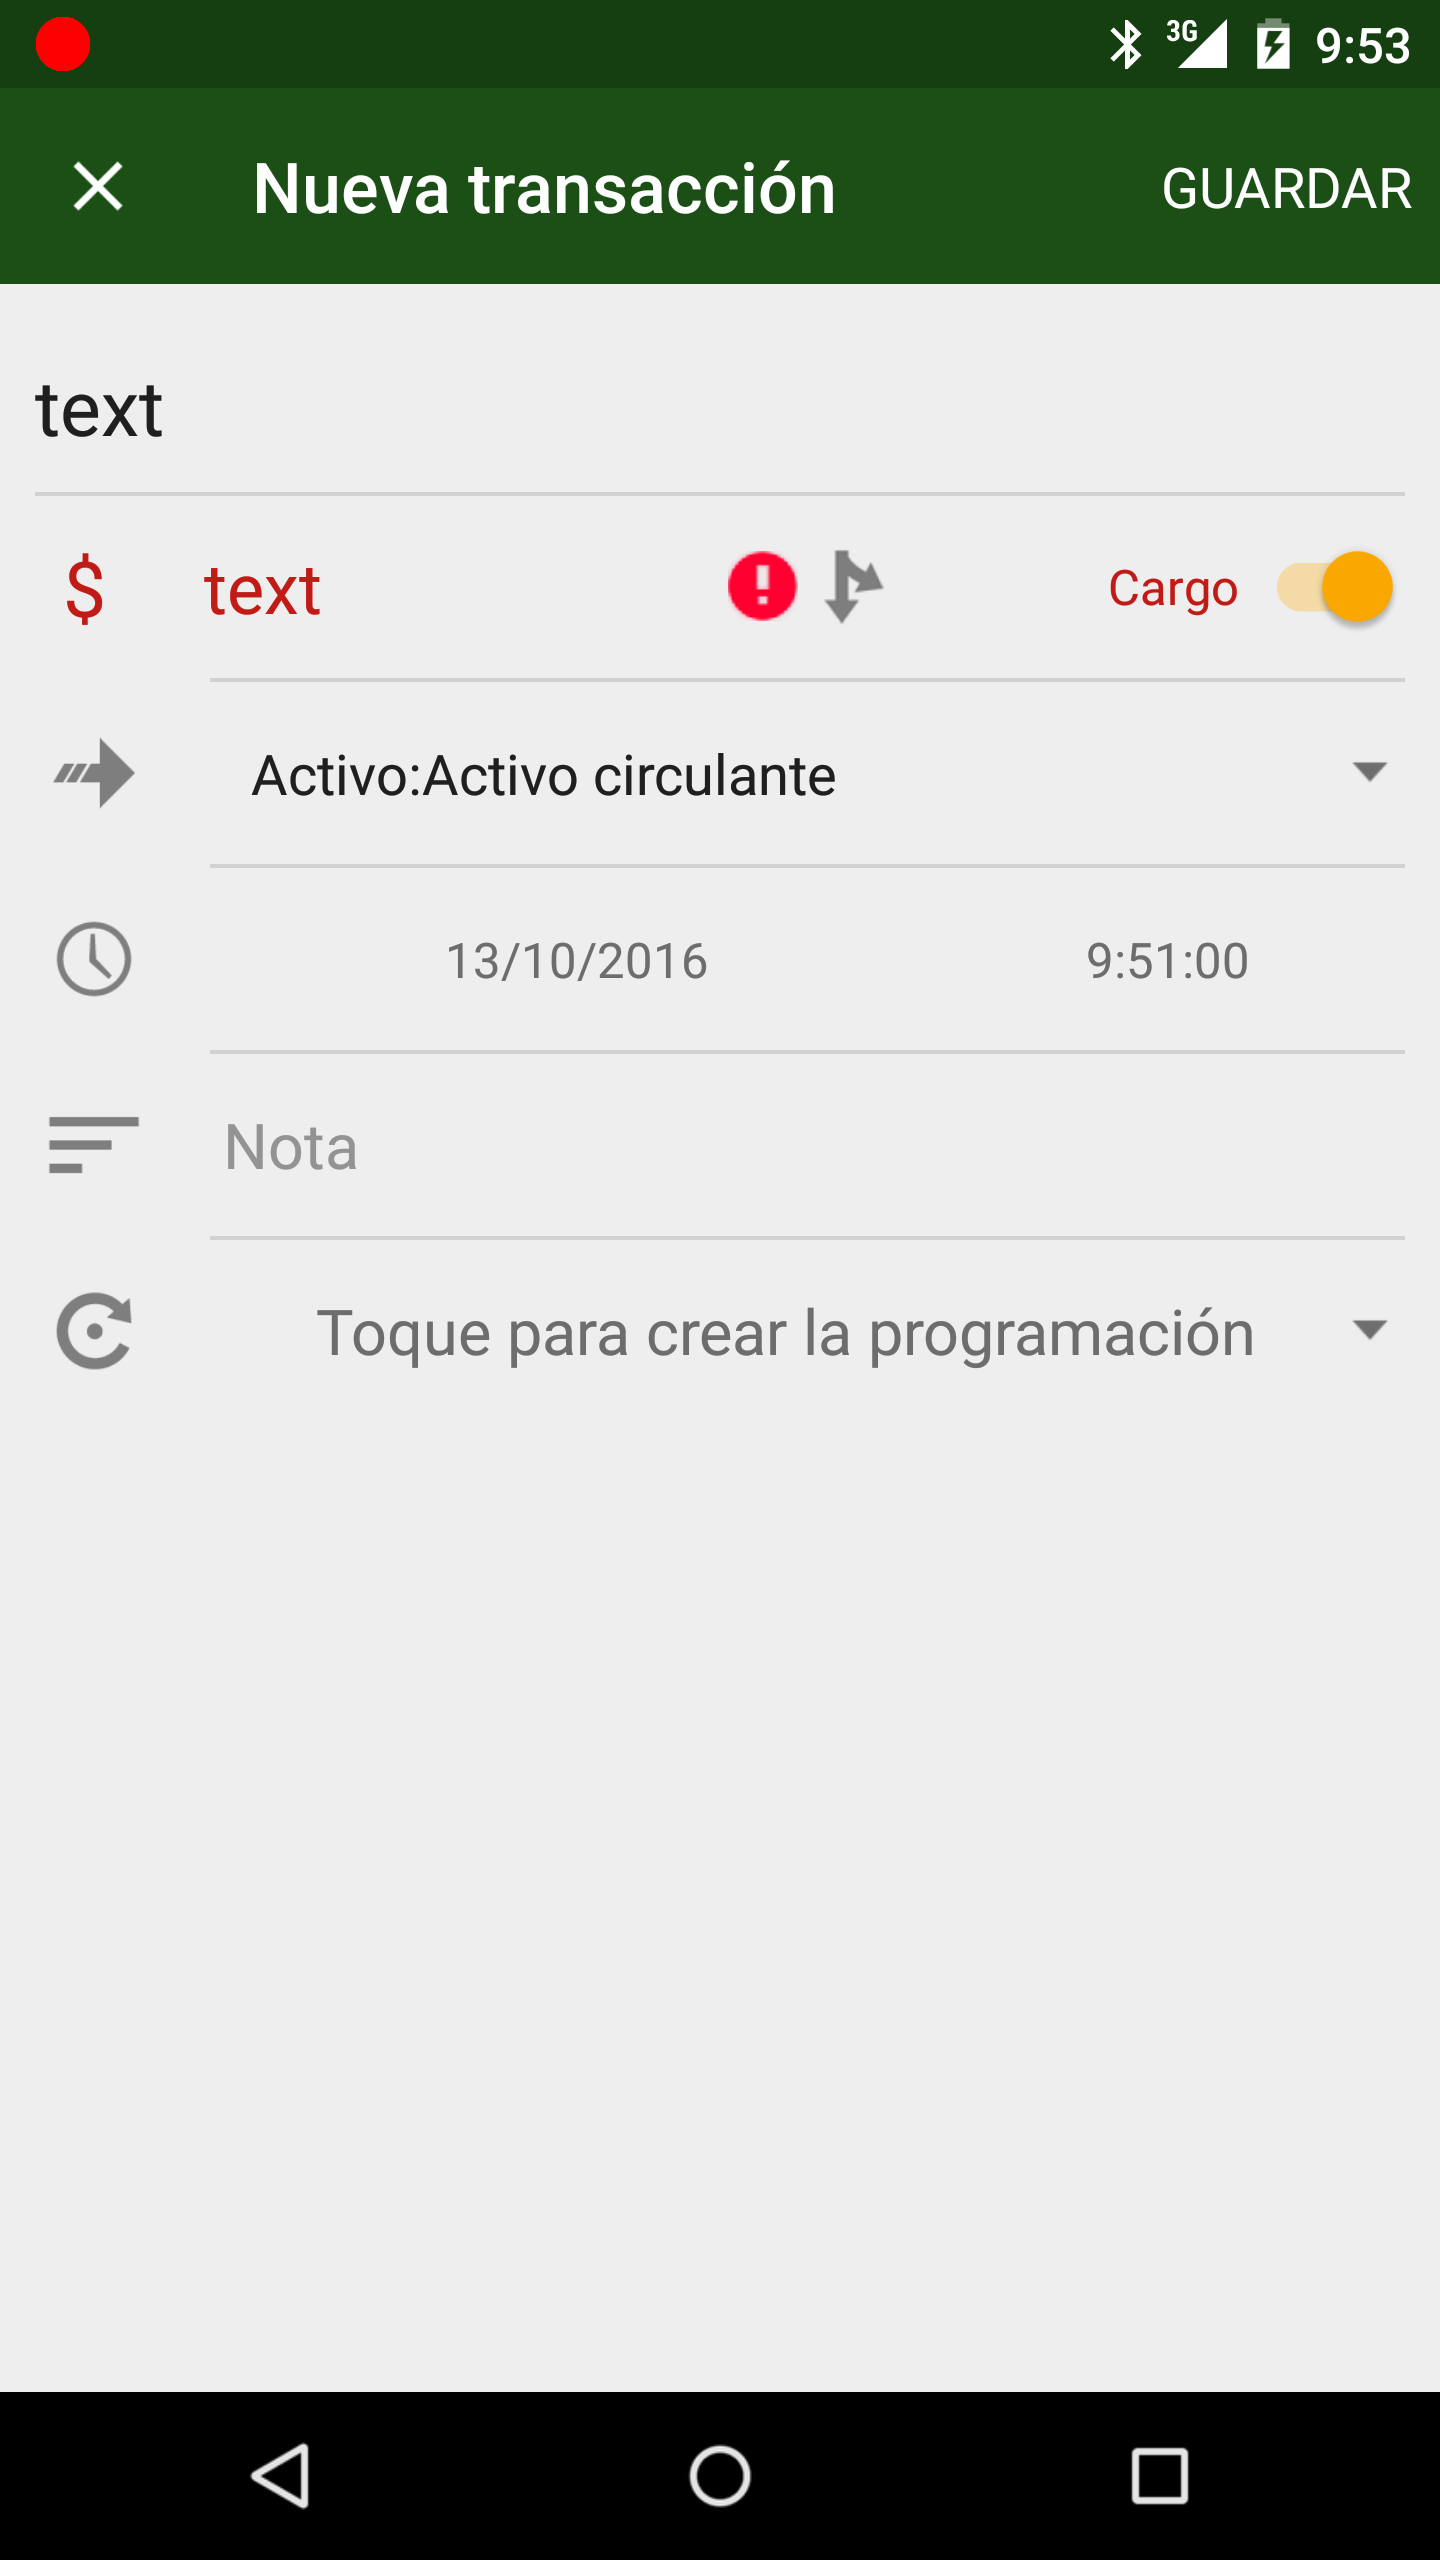 3G 9:53
Nueva transacción GUARDAR
text
$ text Cargo
Activo:Activo circulante
13/10/2016 9:51:00
Nota
Toque para crear la programación